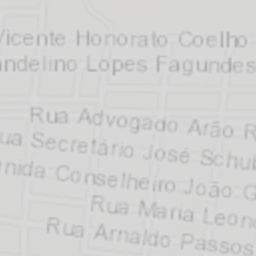 Vicente Honorato Coelho
andelino Lopes Fagundes
Rua Advogado Arão R
ua Secretário José Schu
nida Conselheiro João G
Rua Maria Leon
Rua Arnaldo Passos